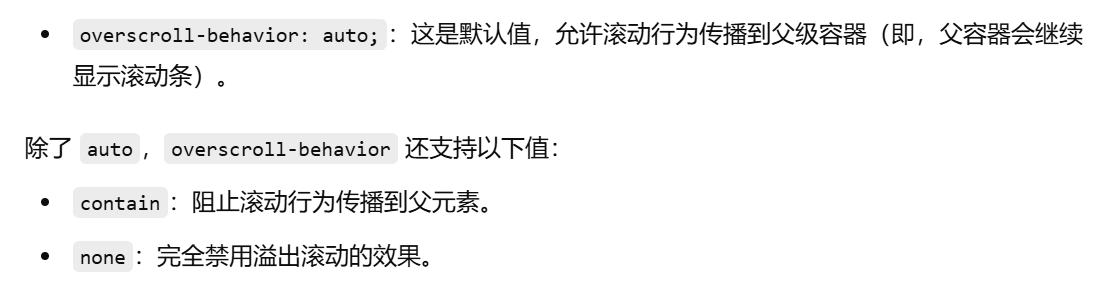 • overscroll-behavior: auto;：这是默认值，允许滚动行为传播到父级容器（即，父容器会继续
显示滚动条）。
除了 auto，overscroll-behavior 还支持以下值：
• contain：阻止滚动行为传播到父元素。
• none：完全禁用溢出滚动的效果。